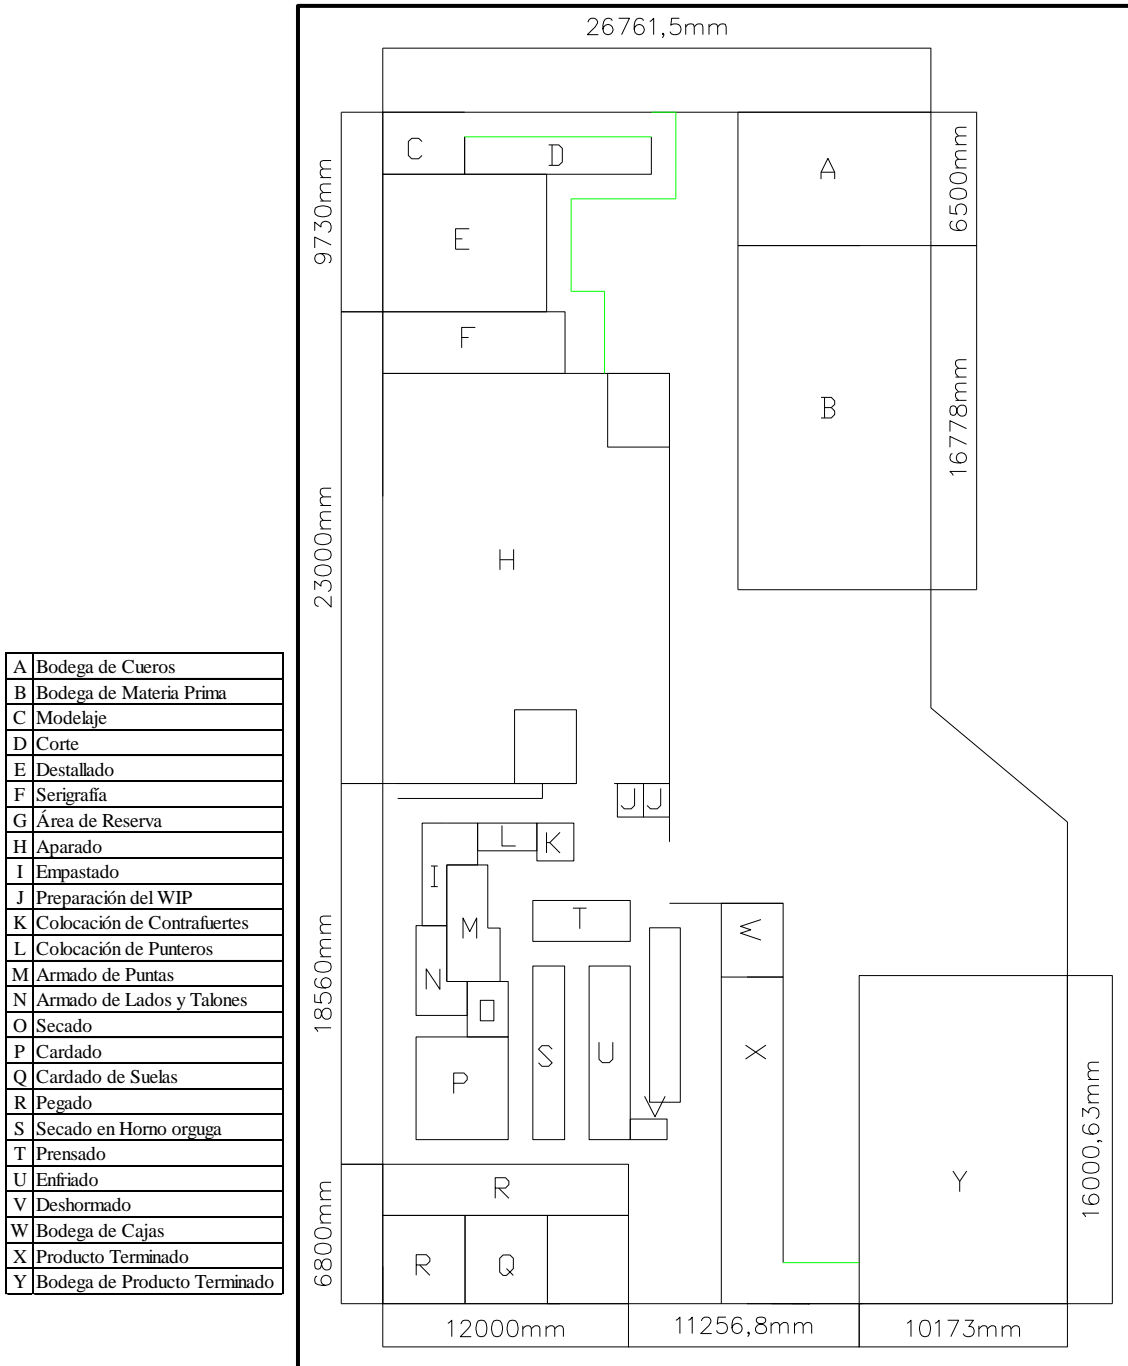 26761,5mm
C
D
A
6500mm
9730mm
E
F
B
16778mm
23000mm
H
A Bodega de Cueros
B Bodega de Materia Prima
C Modelaje
D Corte
E Destallado
F Serigrafía
G Área de Reserva
H Aparado
I Empastado
J Preparación del WIP
K Colocación de Contrafuertes
L Colocación de Punteros
M Armado de Puntas
N Armado de Lados y Talones
O Secado
P Cardado
Q Cardado de Suelas
R Pegado
S Secado en Horno orguga
T Prensado
U Enfriado
V Deshormado
W Bodega de Cajas
X Producto Terminado
Y Bodega de Producto Terminado
J J
L K
I
M T W
N
18560mm
O
S U X
P
V
16000,63mm
R
Y
6800mm
R Q
12000mm 11256,8mm 10173mm